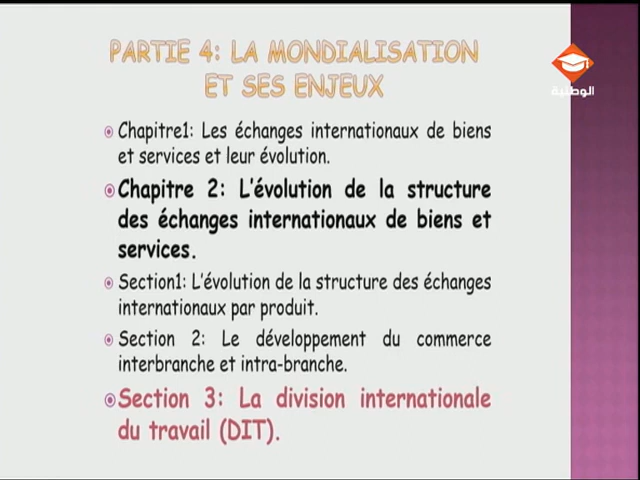 PARTIE 4: LA MONDIALISATION
ET SES ENJEUX
الوطنية
Chapitre1: Les échanges internationaux de biens
et services et leur évolution.
Chapitre 2: L'évolution de la structure
des échanges internationaux de biens et
services.
Section1: L'évolution de la structure des échanges
internationaux par produit.
Section 2: Le développement du commerce
interbranche et intra-branche.
Section 3: La division internationale
du travail (DIT).